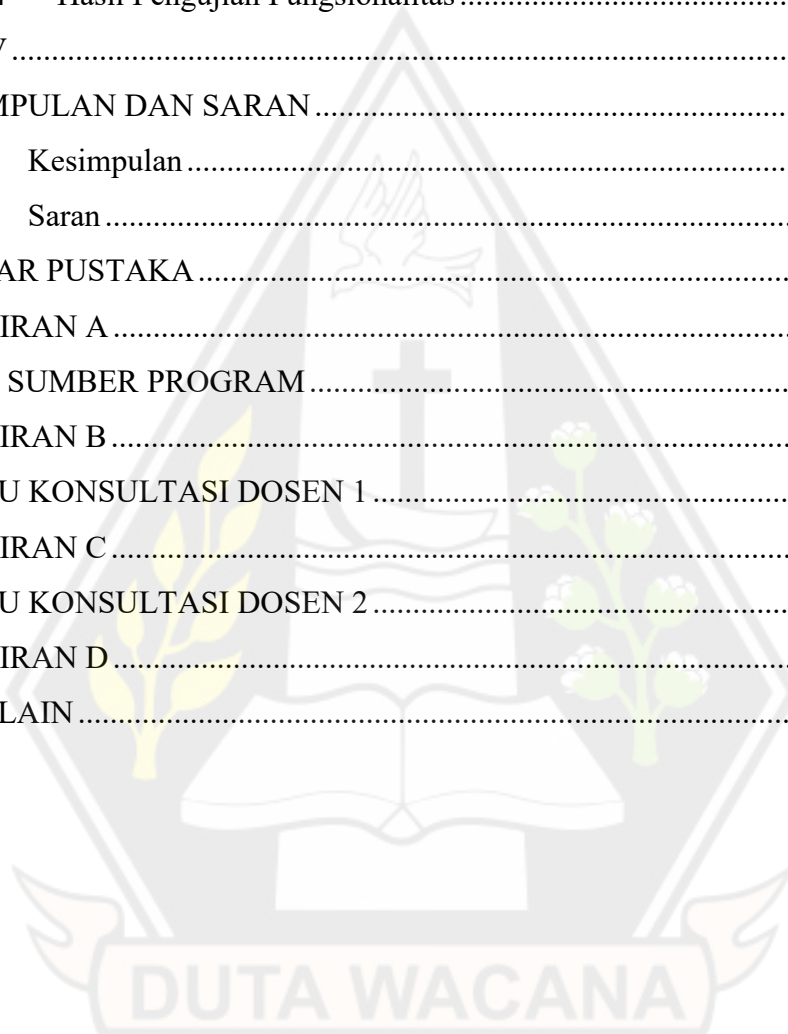 Hasil Pengujian Fungsionalitas ................................................
V ................................................................................................
MPULAN DAN SARAN ............................................................
Kesimpulan ...........................................................................
Saran .....................................................................................
AR PUSTAKA ...........................................................................
IRAN A ......................................................................................
SUMBER PROGRAM .............................................................
IRAN B ......................................................................................
U KONSULTASI DOSEN 1 .....................................................
IRAN C ......................................................................................
U KONSULTASI DOSEN 2 .....................................................
IRAN D ......................................................................................
LAIN ..........................................................................................
DUTA WACANA